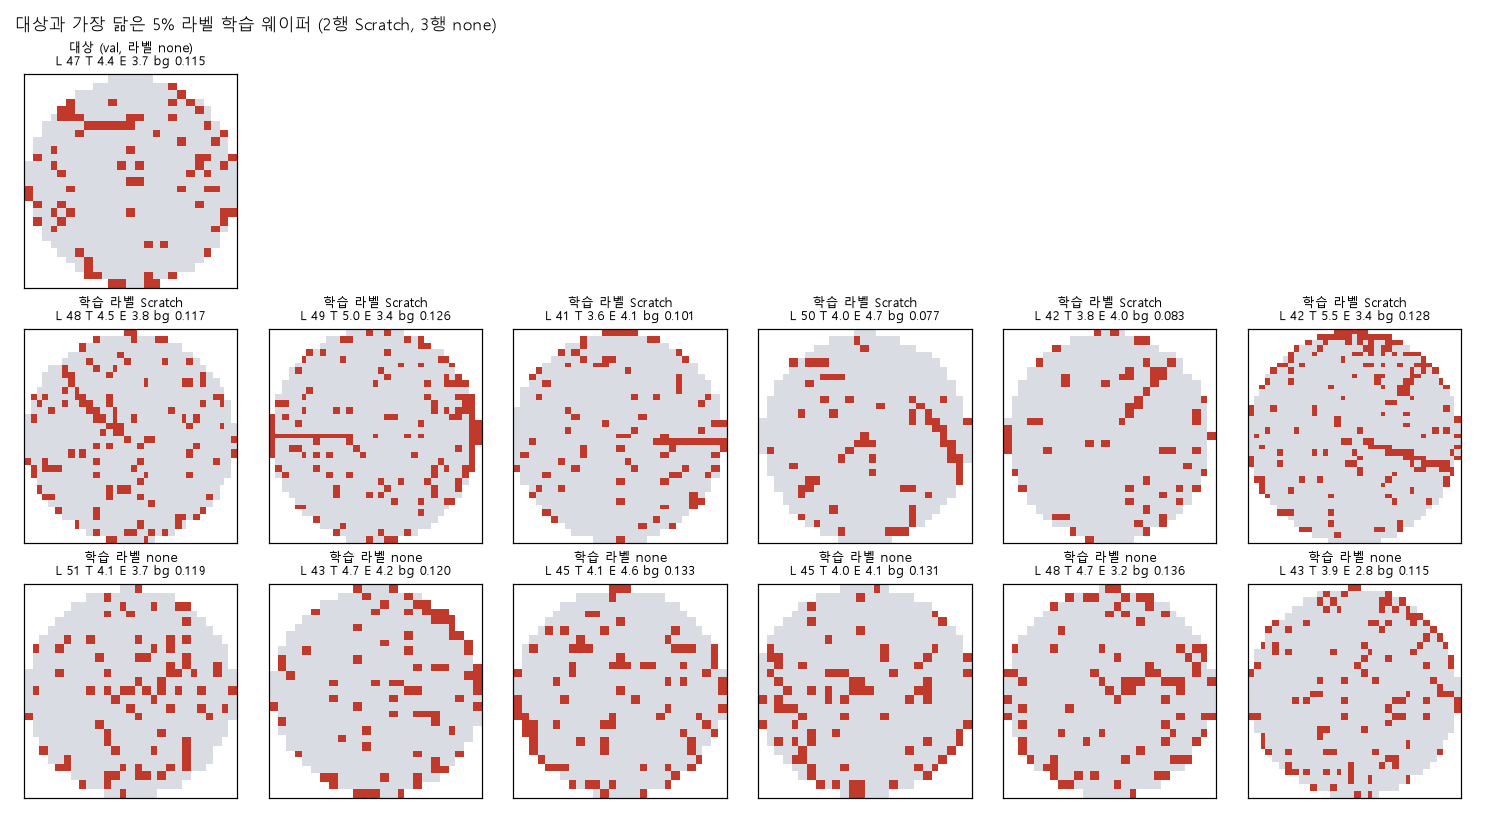 대상과 가장 닮은 5% 라벨 학습 웨이퍼 (2행 Scratch, 3행 none)
대상 (val, 라벨 none)
L 47 T 4.4 E 3.7 bg 0.115
학습 라벨 Scratch
L 48 T 4.5 E 3.8 bg 0.117
학습 라벨 Scratch
L 49 T 5.0 E 3.4 bg 0.126
학습 라벨 Scratch
L 41 T 3.6 E 4.1 bg 0.101
학습 라벨 Scratch
L 50 T 4.0 E 4.7 bg 0.077
학습 라벨 Scratch
L 42 T 3.8 E 4.0 bg 0.083
학습 라벨 Scratch
L 42 T 5.5 E 3.4 bg 0.128
학습 라벨 none
L 51 T 4.1 E 3.7 bg 0.119
학습 라벨 none
L 43 T 4.7 E 4.2 bg 0.120
학습 라벨 none
L 45 T 4.1 E 4.6 bg 0.133
학습 라벨 none
L 45 T 4.0 E 4.1 bg 0.131
학습 라벨 none
L 48 T 4.7 E 3.2 bg 0.136
학습 라벨 none
L 43 T 3.9 E 2.8 bg 0.115